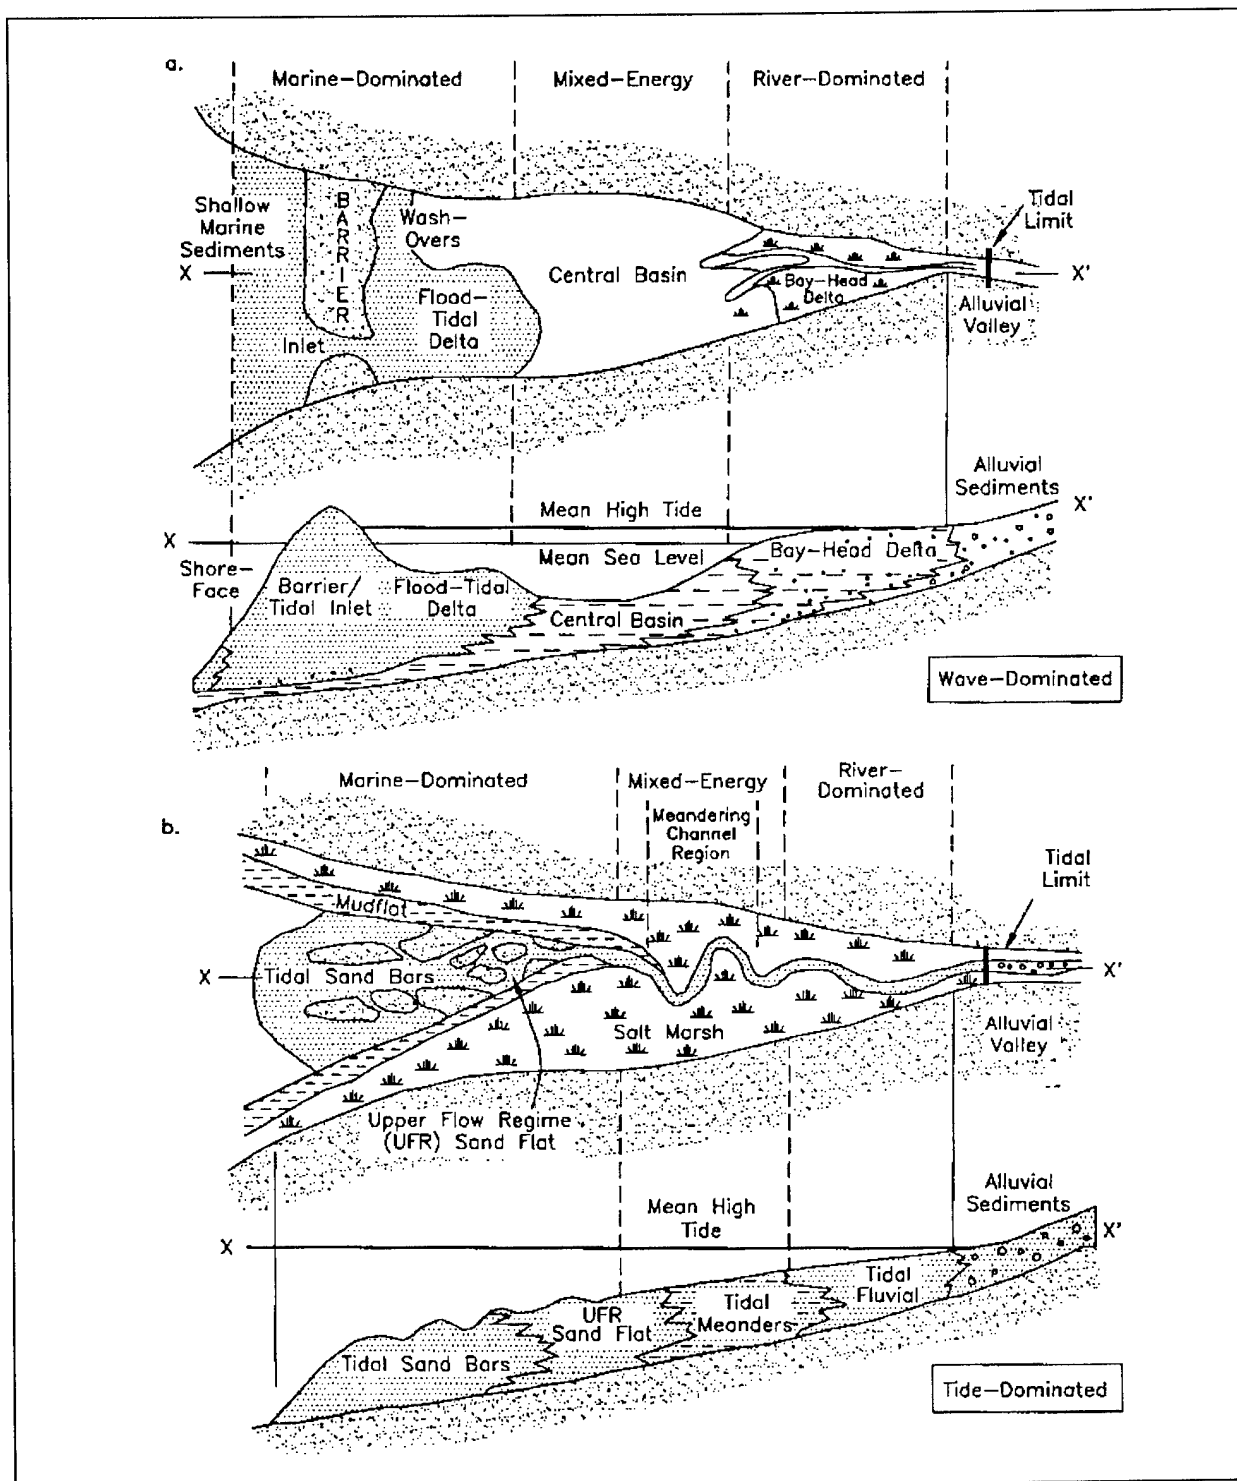 a.
Marine-Dominated
Mixed-Energy
River-Dominated
Shallow
Marine
Sediments
BARRIER
Wash-
Overs
Tidal
Limit
X
Central Basin
X'
Bay-Head
Delta
Flood-
Tidal
Delta
Alluvial
Valley
Inlet
Alluvial
Sediments
X'
Mean High Tide
X
Mean Sea Level
Bay-Head Delta
Shore-
Face
Barrier/
Tidal Inlet
Flood-Tidal
Delta
Central Basin
Wave-Dominated
b.
Marine-Dominated
Mixed-Energy
River-
Dominated
Meandering
Channel
Region
Tidal
Limit
Mudflat
X
Tidal Sand Bars
X'
Salt Marsh
Alluvial
Valley
Upper Flow Regime
(UFR) Sand Flat
Alluvial
Sediments
Mean High
Tide
X
X'
Tidal
Fluvial
UFR
Sand Flat
Tidal
Meanders
Tidal Sand Bars
Tide-Dominated